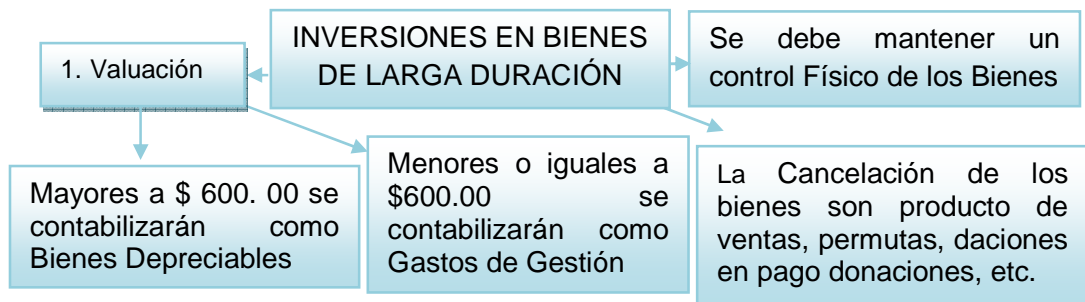 INVERSIONES EN BIENES
DE LARGA DURACIÓN
1. Valuación
Se debe mantener un
control Físico de los Bienes
Mayores a $ 600. 00 se
contabilizarán como
Bienes Depreciables
Menores o iguales a
$600.00 se
contabilizarán como
Gastos de Gestión
La Cancelación de los
bienes son producto de
ventas, permutas, daciones
en pago donaciones, etc.